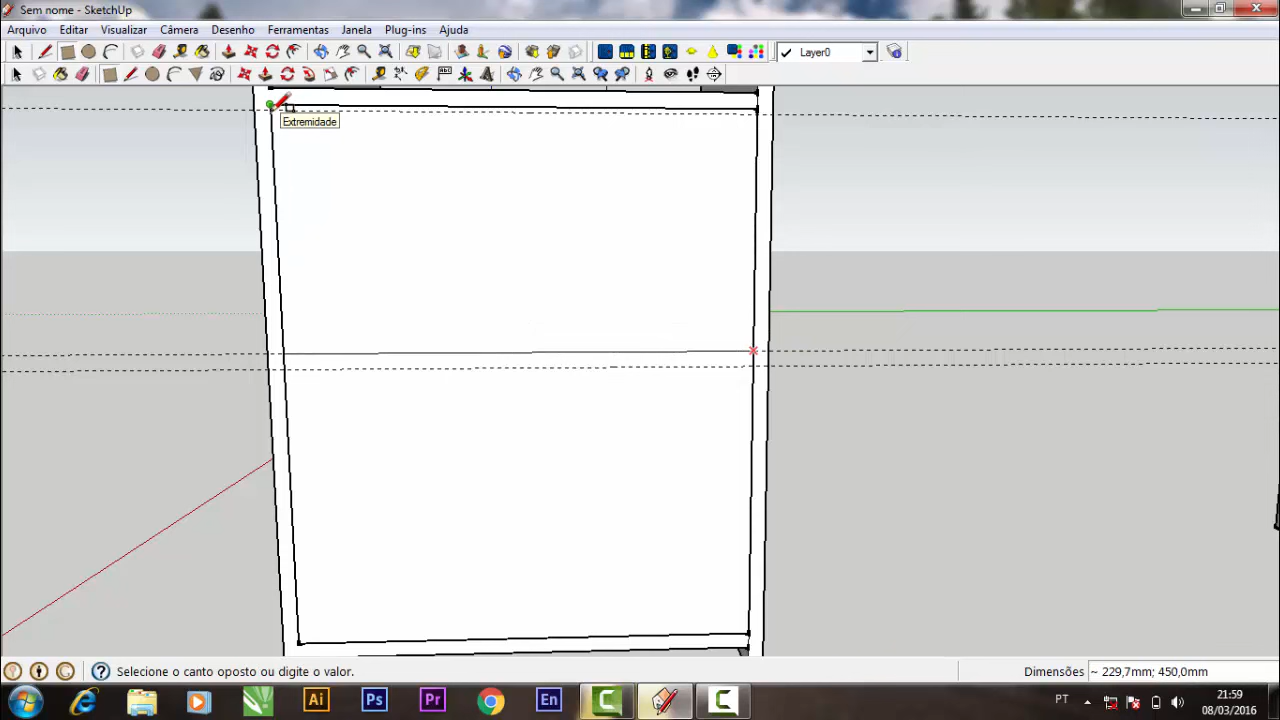 Sem nome - SketchUp
Arquivo Editar Visualizar Câmera Desenho Ferramentas Janela Plug-ins Ajuda
Layer0
Extremidade
Selecione o canto oposto ou digite o valor.
Dimensões ~ 229,7mm; 450,0mm
Ai Ps Pr En
PT
21:59
08/03/2016